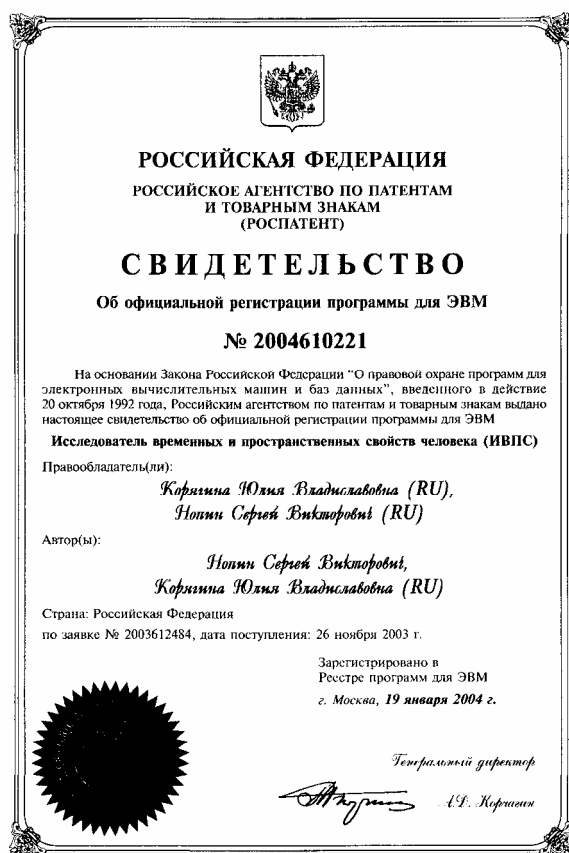 РОССИЙСКАЯ ФЕДЕРАЦИЯ
РОССИЙСКОЕ АГЕНТСТВО ПО ПАТЕНТАМ
И ТОВАРНЫМ ЗНАКАМ
(РОСПАТЕНТ)
СВИДЕТЕЛЬСТВО
Об официальной регистрации программы для ЭВМ
№ 2004610221
На основании Закона Российской Федерации “О правовой охране программ для
электронных вычислительных машин и баз данных”, введенного в действие
20 октября 1992 года, Российским агентством по патентам и товарным знакам выдано
настоящее свидетельство об официальной регистрации программы для ЭВМ
Исследователь временных и пространственных свойств человека (ИВПС)
Правообладатель(ли):
Корягина Юлия Владиславовна (RU),
Нопин Сергей Викторович (RU)
Автор(ы):
Нопин Сергей Викторович,
Корягина Юлия Владиславовна (RU)
Страна: Российская Федерация
по заявке № 2003612484, дата поступления: 26 ноября 2003 г.
Зарегистрировано в
Реестре программ для ЭВМ
г. Москва, 19 января 2004 г.
Генеральный директор
А.Д. Корчагин